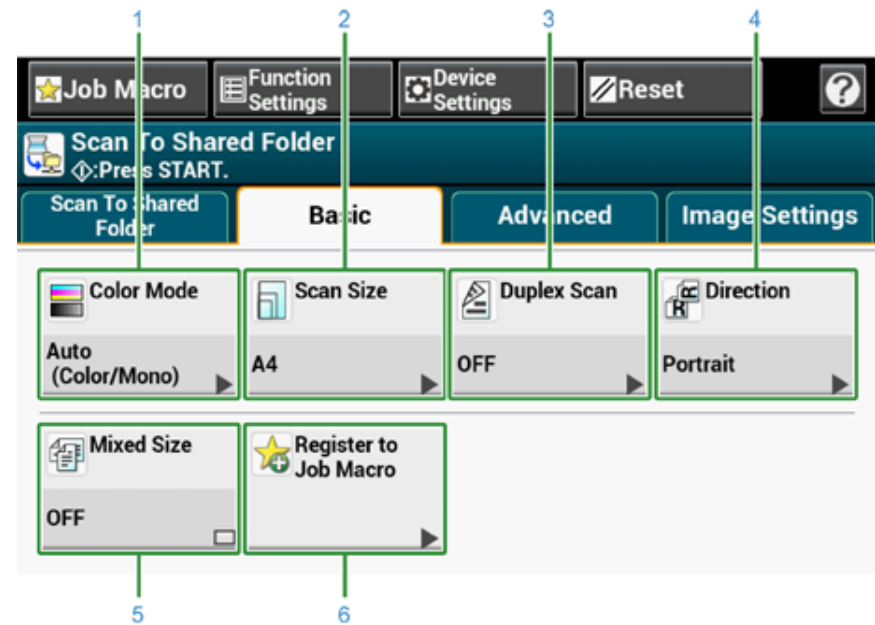 1 2 3 4
Job Macro
Function
Settings
Device
Settings
Reset
?
Scan To Shared Folder
:Press START.
Scan To Shared
Folder
Basic
Advanced
Image Settings
Color Mode
Auto
(Color/Mono)
Scan Size
A4
Duplex Scan
OFF
Direction
Portrait
Mixed Size
OFF
Register to
Job Macro
5 6